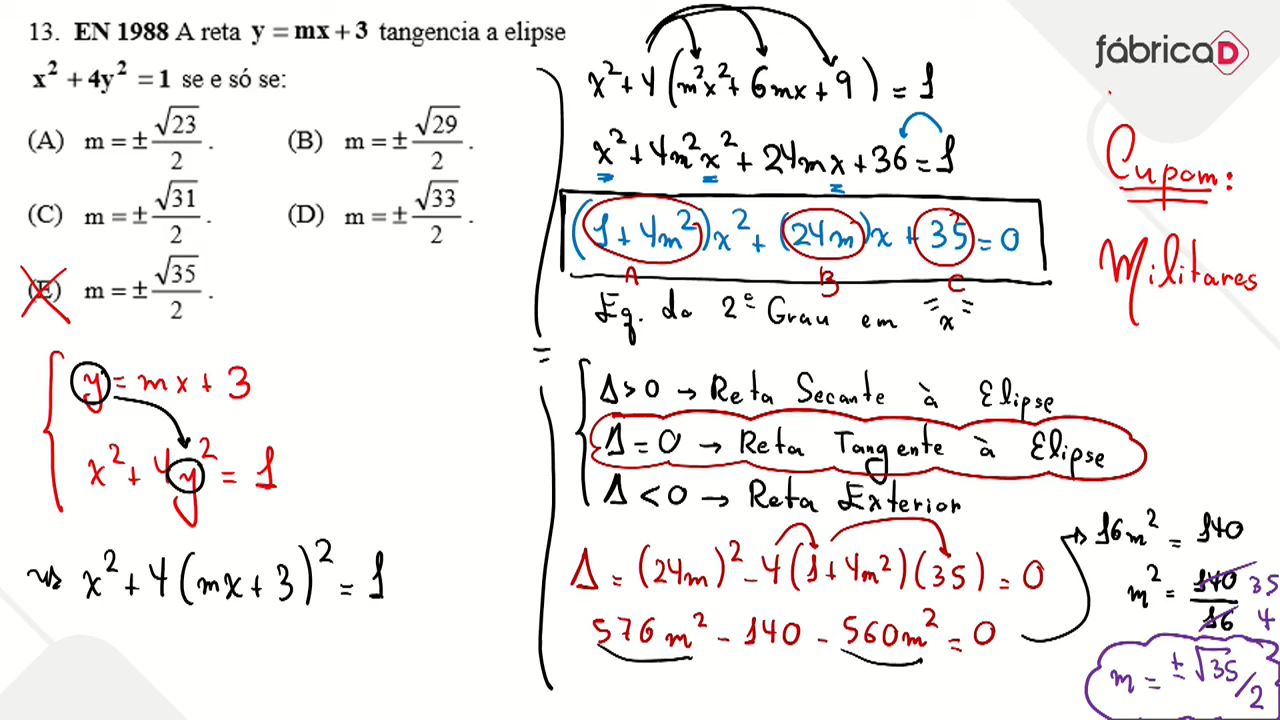 13. EN 1988 A reta y = mx + 3 tangencia a elipse
x² + 4y² = 1 se e só se:
(A) m = ± √23/2 . (B) m = ± √29/2 .
(C) m = ± √31/2 . (D) m = ± √33/2 .
(E) m = ± √35/2 .
y = mx + 3
x² + 4y² = 1
⇒ x² + 4(mx + 3)² = 1
x² + 4(m²x² + 6mx + 9) = 1
x² + 4m²x² + 24mx + 36 = 1
(1 + 4m²)x² + (24m)x + 35 = 0
A B C
Eq. do 2º Grau em "x"
Δ > 0 → Reta Secante à Elipse
Δ = 0 → Reta Tangente à Elipse
Δ < 0 → Reta Exterior
Δ = (24m)² - 4(1 + 4m²)(35) = 0
576m² - 140 - 560m² = 0
16m² = 140
m² = 140/16 35/4
m = ±√35/2
fábricaD
Cupom:
Militares